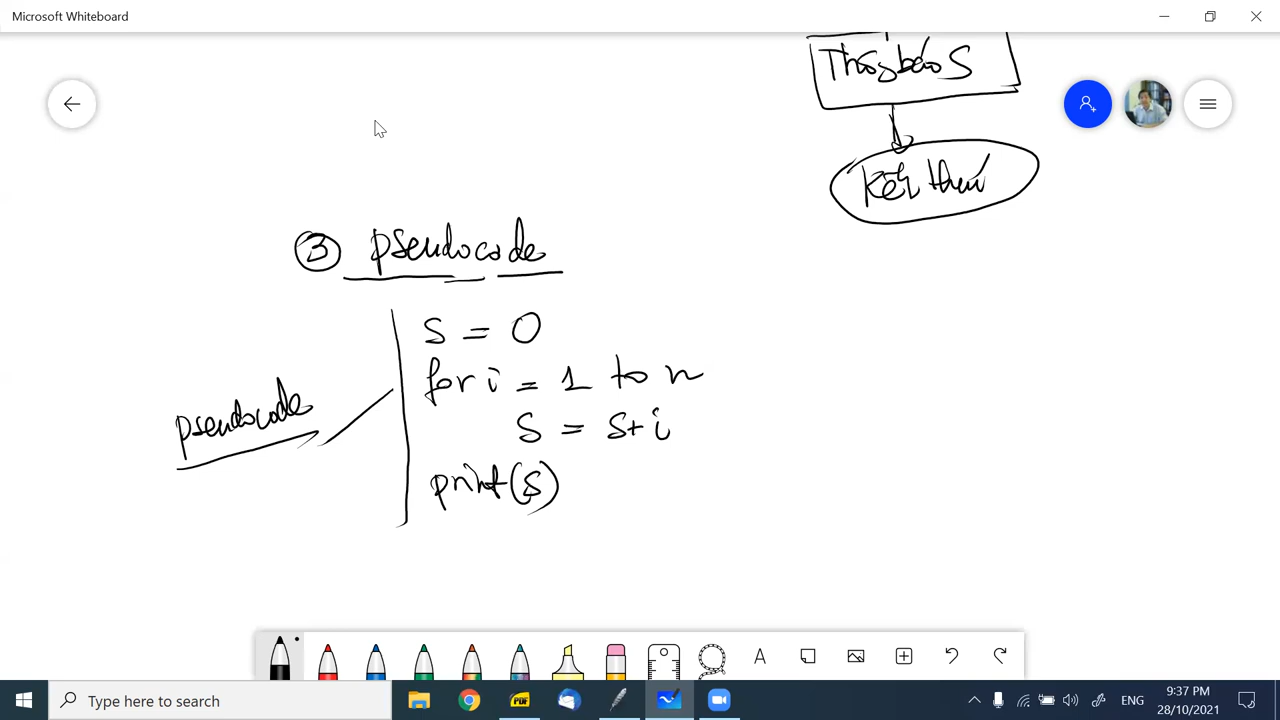 Microsoft Whiteboard
Thông báo S
Kết thúc
③ pseudocode
S = 0
for i = 1 to n
S = S+i
print(S)
pseudocode
A
Type here to search
PDF
ENG
9:37 PM
28/10/2021